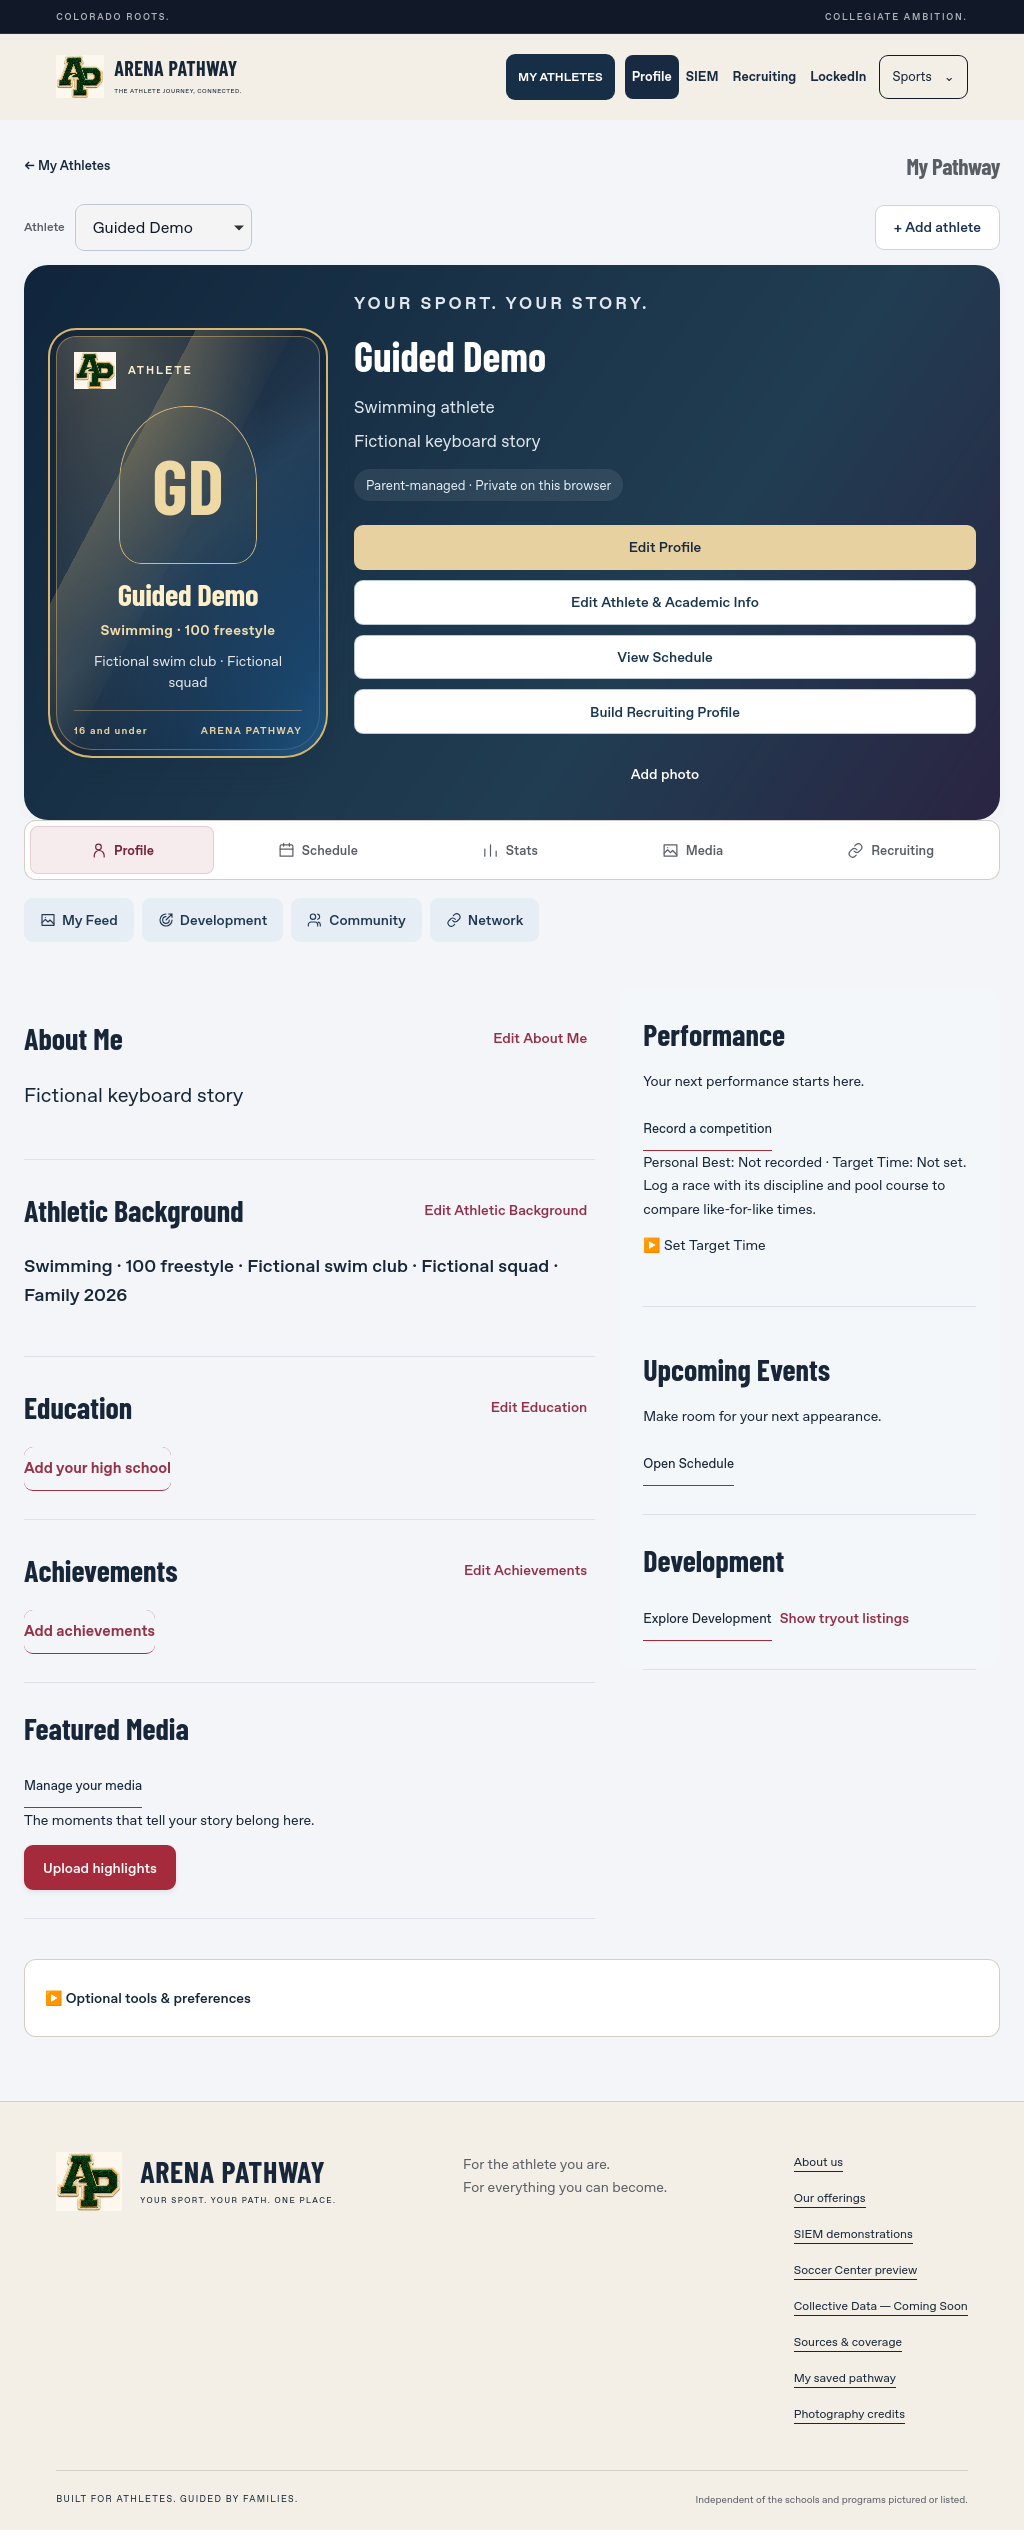 COLORADO ROOTS.
COLLEGIATE AMBITION.
AP
ARENA PATHWAY
THE ATHLETE JOURNEY, CONNECTED.
MY ATHLETES
Profile
SIEM
Recruiting
LockedIn
Sports
← My Athletes
My Pathway
Athlete
Guided Demo
+ Add athlete
AP
ATHLETE
GD
Guided Demo
Swimming · 100 freestyle
Fictional swim club · Fictional
squad
16 and under
ARENA PATHWAY
YOUR SPORT. YOUR STORY.
Guided Demo
Swimming athlete
Fictional keyboard story
Parent-managed · Private on this browser
Edit Profile
Edit Athlete & Academic Info
View Schedule
Build Recruiting Profile
Add photo
Profile
Schedule
Stats
Media
Recruiting
My Feed
Development
Community
Network
About Me
Edit About Me
Fictional keyboard story
Athletic Background
Edit Athletic Background
Swimming · 100 freestyle · Fictional swim club · Fictional squad ·
Family 2026
Education
Edit Education
Add your high school
Achievements
Edit Achievements
Add achievements
Featured Media
Manage your media
The moments that tell your story belong here.
Upload highlights
Performance
Your next performance starts here.
Record a competition
Personal Best: Not recorded · Target Time: Not set.
Log a race with its discipline and pool course to
compare like-for-like times.
▶ Set Target Time
Upcoming Events
Make room for your next appearance.
Open Schedule
Development
Explore Development
Show tryout listings
▶ Optional tools & preferences
AP
ARENA PATHWAY
YOUR SPORT. YOUR PATH. ONE PLACE.
For the athlete you are.
For everything you can become.
About us
Our offerings
SIEM demonstrations
Soccer Center preview
Collective Data — Coming Soon
Sources & coverage
My saved pathway
Photography credits
BUILT FOR ATHLETES. GUIDED BY FAMILIES.
Independent of the schools and programs pictured or listed.